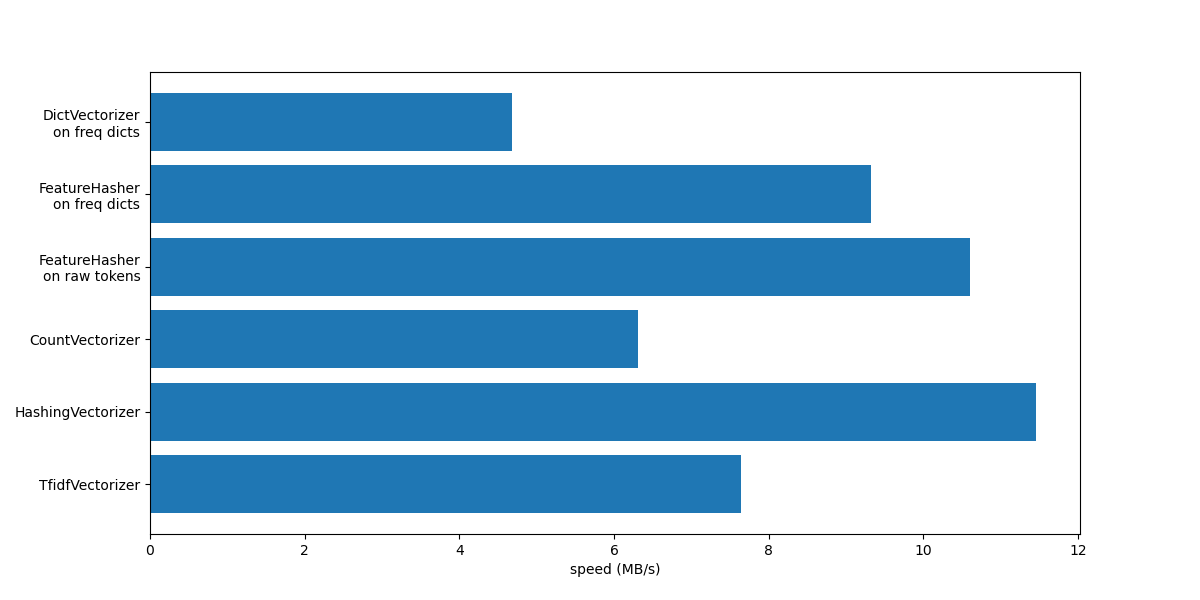 DictVectorizer
on freq dicts
FeatureHasher
on freq dicts
FeatureHasher
on raw tokens
CountVectorizer
HashingVectorizer
TfidfVectorizer
0 2 4 6 8 10 12
speed (MB/s)